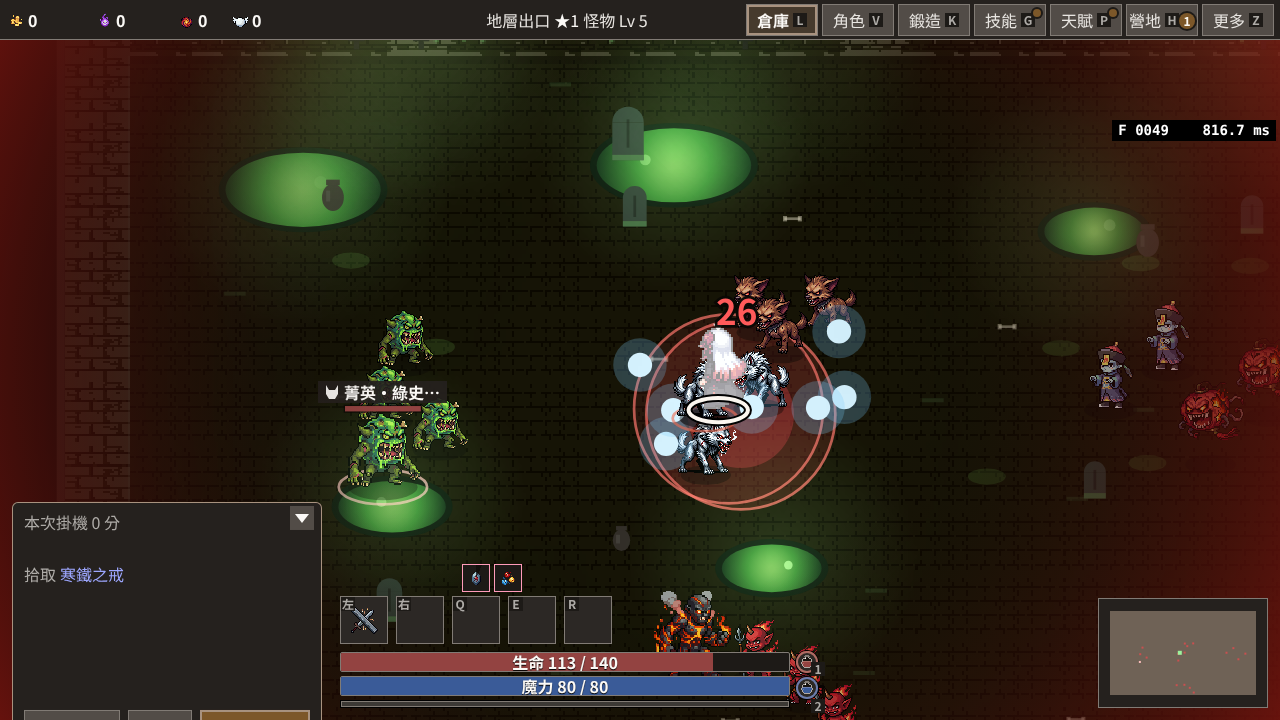 0 0 0 0 地層出口 ★1 怪物 Lv 5 倉庫 L 角色 V 鍛造 K 技能 G 天賦 P 營地 H 1 更多 Z
F 0049 816.7 ms
26
菁英・綠史…
本次掛機 0 分
拾取 寒鐵之戒
左 右 Q E R
生命 113 / 140 1
魔力 80 / 80 2